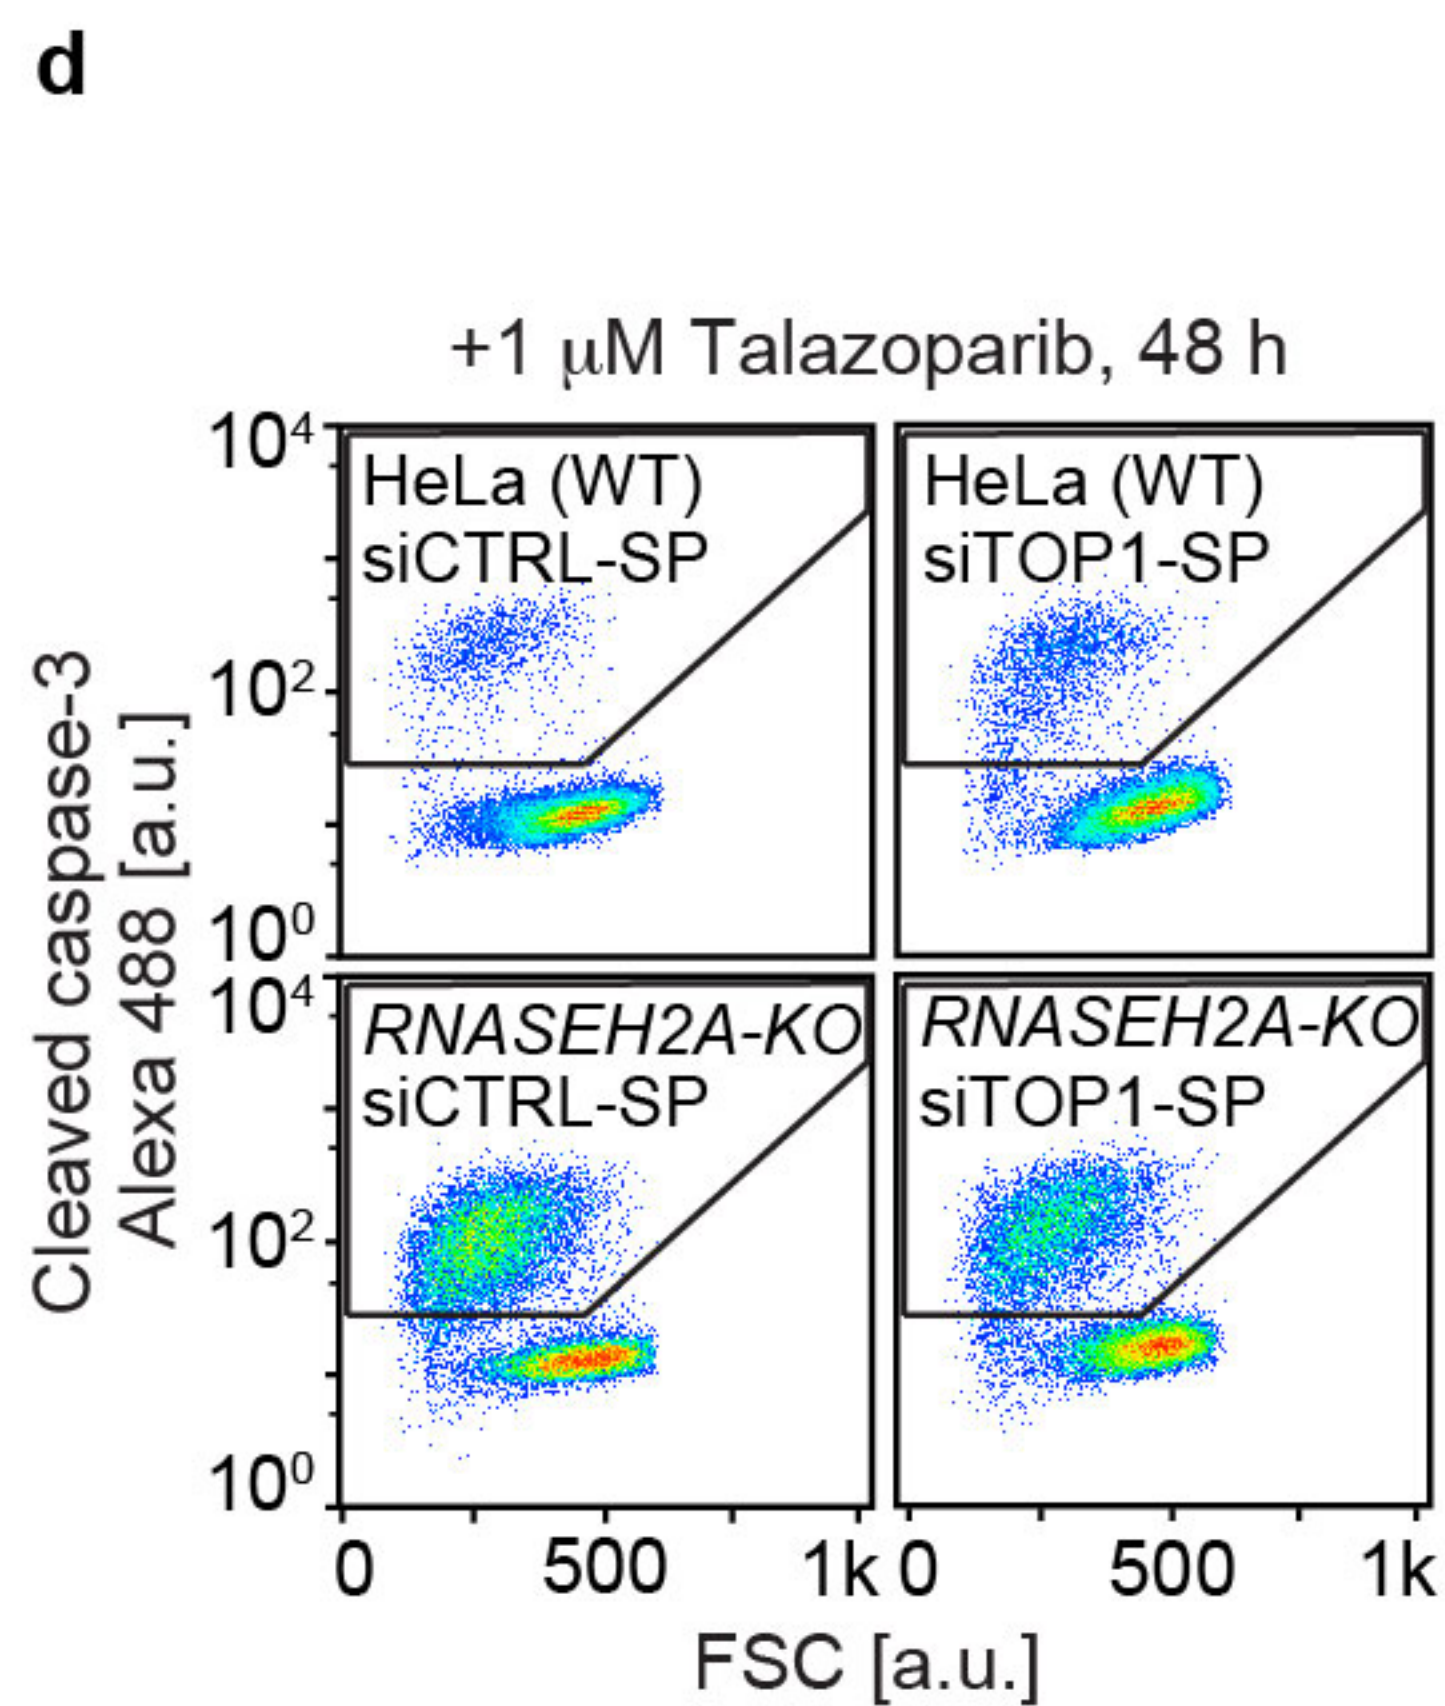 d
+1 μM Talazoparib, 48 h
Cleaved caspase-3
Alexa 488 [a.u.]
10⁴
10²
10⁰
HeLa (WT)
siCTRL-SP
HeLa (WT)
siTOP1-SP
10⁴
10²
10⁰
RNASEH2A-KO
siCTRL-SP
RNASEH2A-KO
siTOP1-SP
0 500 1k 0 500 1k
FSC [a.u.]